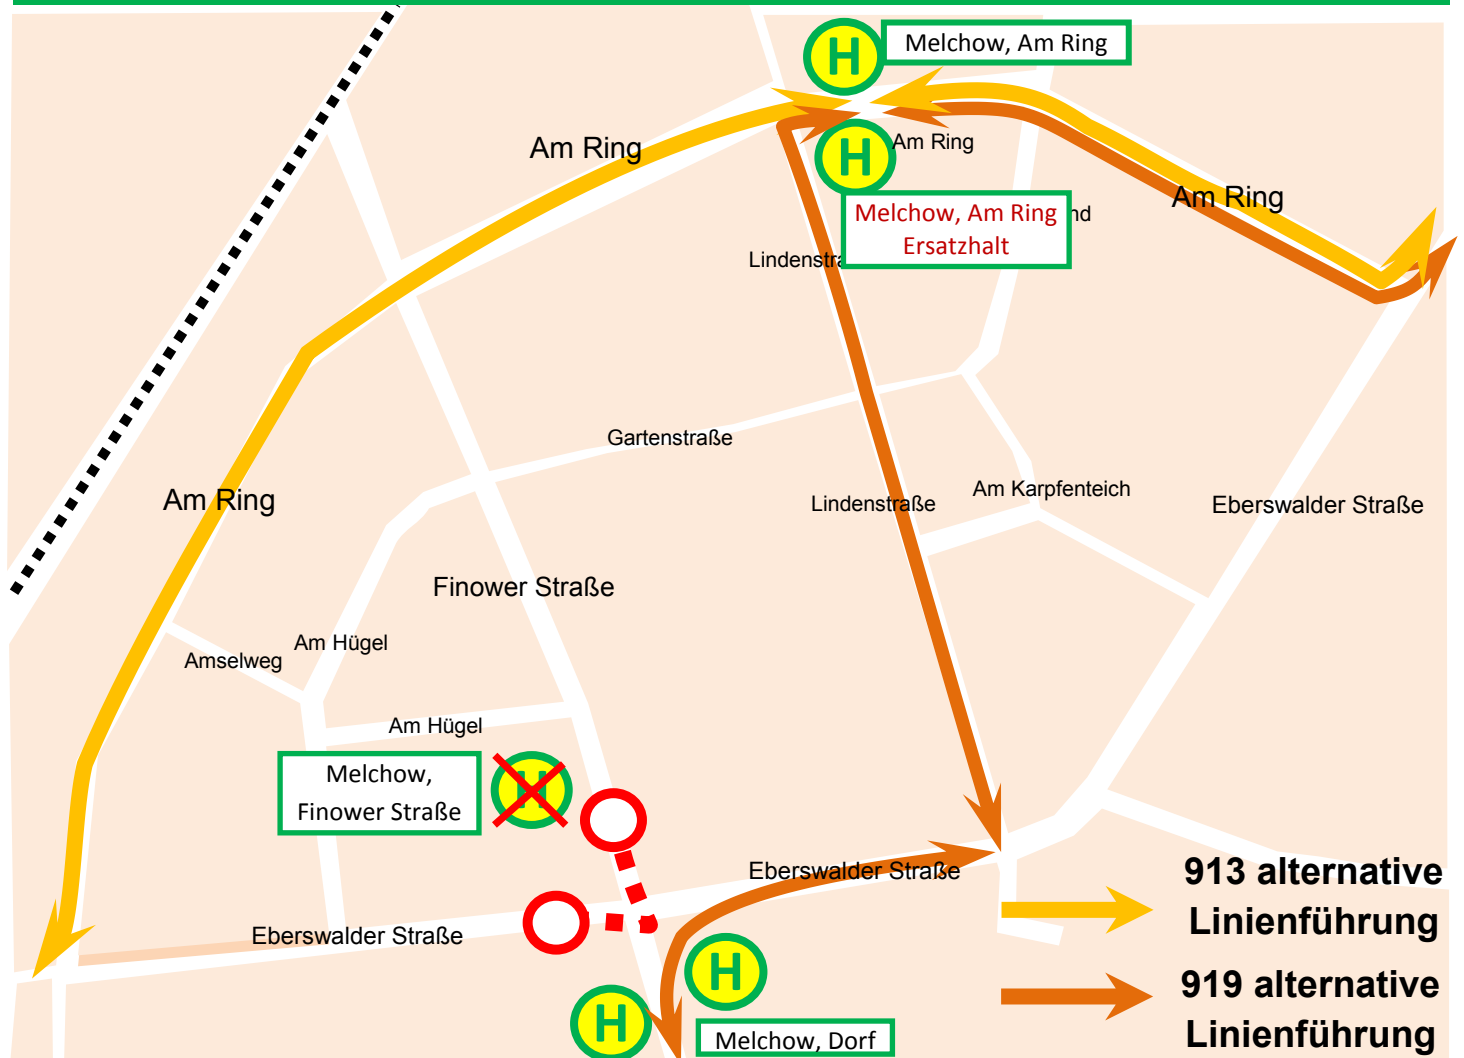 H
Melchow, Am Ring
Am Ring
H
Am Ring
Am Ring
Melchow, Am Ring
Ersatzhalt
nd
Lindenstra
Gartenstraße
Am Ring
Lindenstraße
Am Karpfenteich
Eberswalder Straße
Finower Straße
Am Hügel
Amselweg
Am Hügel
Melchow,
Finower Straße
H
Eberswalder Straße
913 alternative
Linienführung
Eberswalder Straße
H
919 alternative
Linienführung
H
Melchow, Dorf